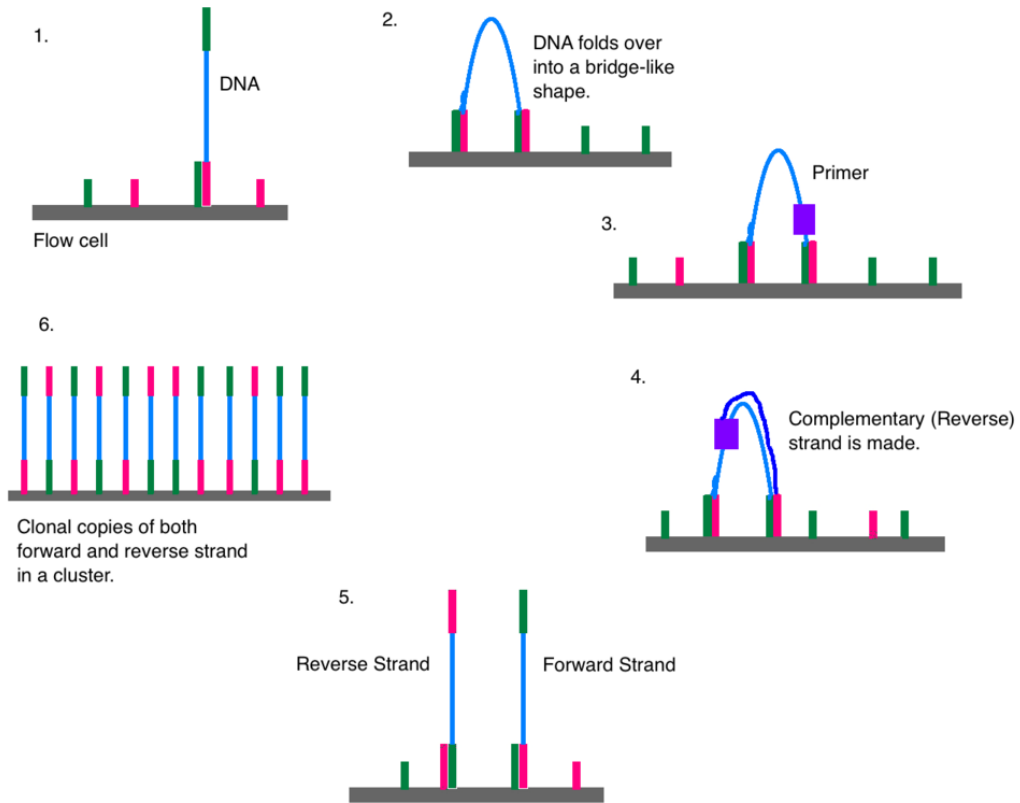 1.
DNA
Flow cell
2.
DNA folds over
into a bridge-like
shape.
3.
Primer
4.
Complementary (Reverse)
strand is made.
5.
Reverse Strand
Forward Strand
6.
Clonal copies of both
forward and reverse strand
in a cluster.